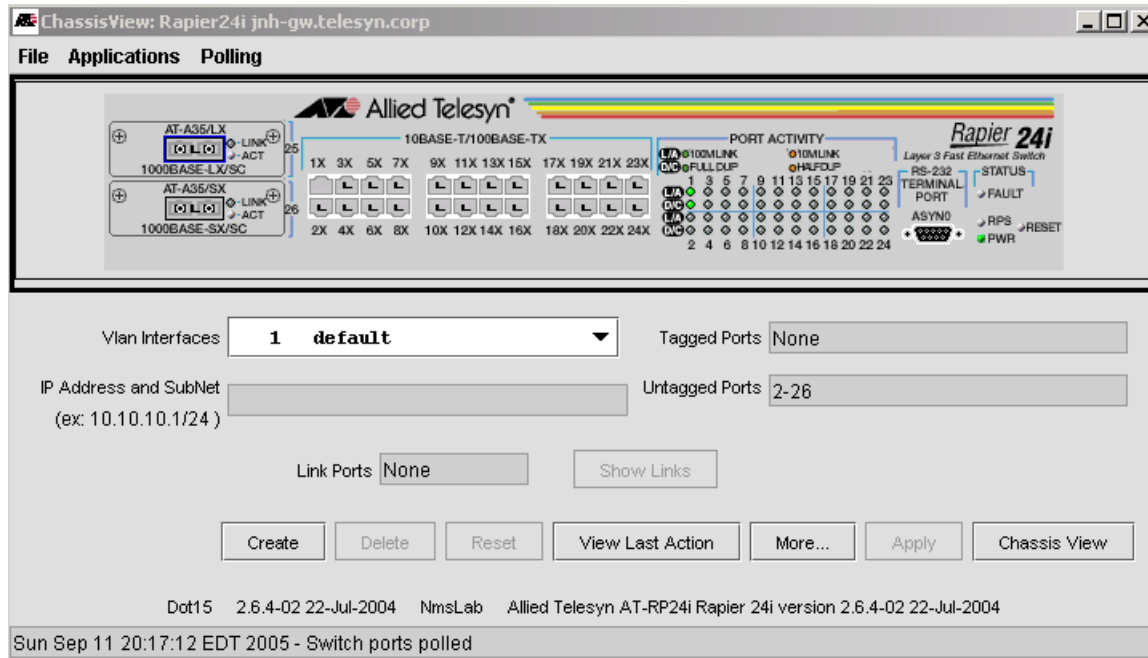 ChassisView: Rapier24i jnh-gw.telesyn.corp
File Applications Polling
Allied Telesyn
Rapier 24i
Layer 3 Fast Ethernet Switch
AT-A35/LX
LINK
ACT
25
1000BASE-LX/SC
AT-A35/SX
LINK
ACT
26
1000BASE-SX/SC
10BASE-T/100BASE-TX
1X 3X 5X 7X 9X 11X 13X 15X 17X 19X 21X 23X
2X 4X 6X 8X 10X 12X 14X 16X 18X 20X 22X 24X
PORT ACTIVITY
L/A 100M LINK 10M LINK
D/C FULL DUP HALF DUP
1 3 5 7 9 11 13 15 17 19 21 23
L/A
D/C
L/A
D/C
2 4 6 8 10 12 14 16 18 20 22 24
RS-232
TERMINAL
PORT
ASYN0
STATUS
FAULT
RPS
PWR
RESET
Vlan Interfaces 1 default
Tagged Ports None
IP Address and SubNet
(ex: 10.10.10.1/24 )
Untagged Ports 2-26
Link Ports None
Show Links
Create Delete Reset View Last Action More... Apply Chassis View
Dot15 2.6.4-02 22-Jul-2004 NmsLab Allied Telesyn AT-RP24i Rapier 24i version 2.6.4-02 22-Jul-2004
Sun Sep 11 20:17:12 EDT 2005 - Switch ports polled